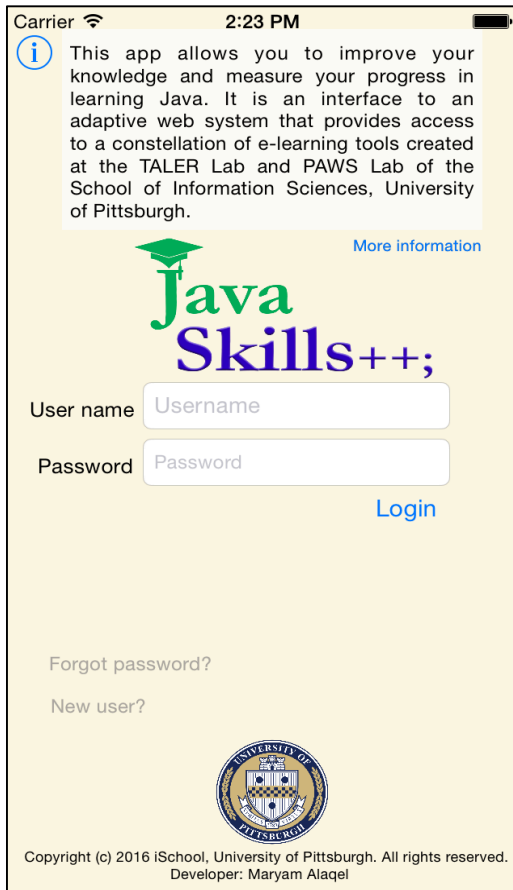 Carrier 2:23 PM
i
This app allows you to improve your
knowledge and measure your progress in
learning Java. It is an interface to an
adaptive web system that provides access
to a constellation of e-learning tools created
at the TALER Lab and PAWS Lab of the
School of Information Sciences, University
of Pittsburgh.
More information
Java
Skills++;
User name Username
Password Password
Login
Forgot password?
New user?
UNIVERSITY OF
PITTSBURGH
Copyright (c) 2016 iSchool, University of Pittsburgh. All rights reserved.
Developer: Maryam Alaqel